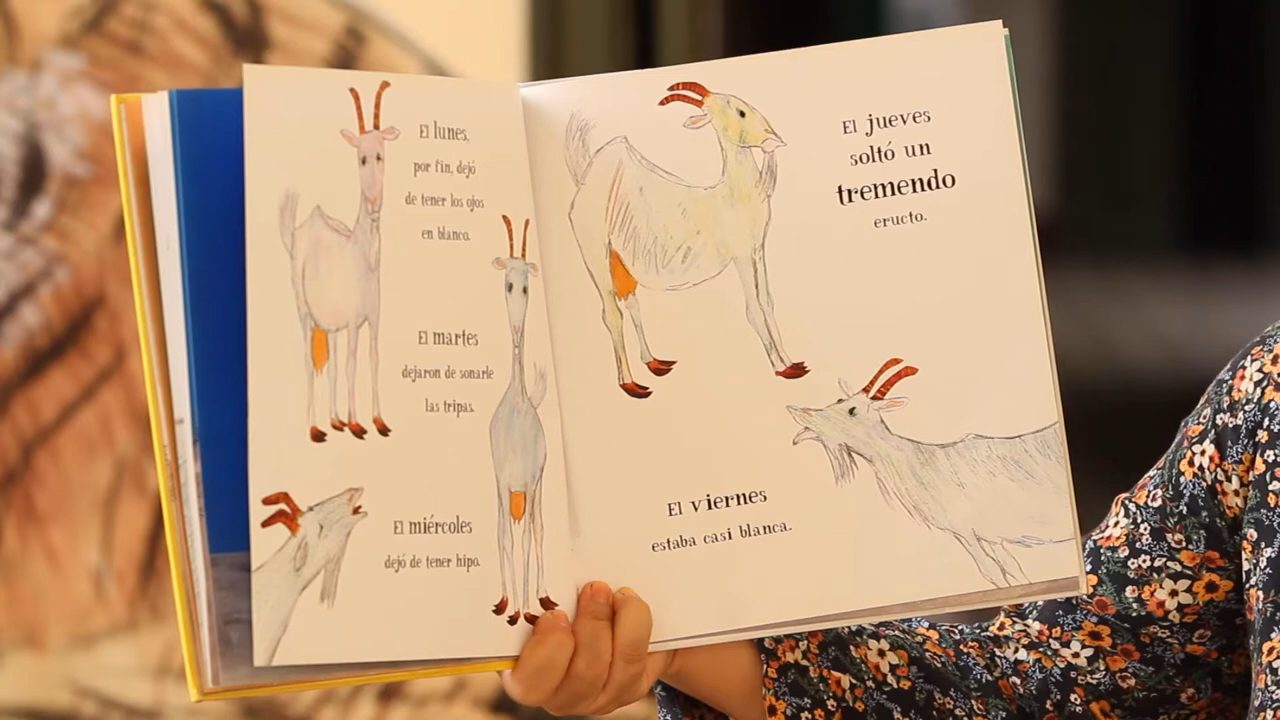 El lunes,
por fin, dejó
de tener los ojos
en blanco.
El martes
dejaron de sonarle
las tripas.
El miércoles
dejó de tener hipo.
El jueves
soltó un
tremendo
eructo.
El viernes
estaba casi blanca.